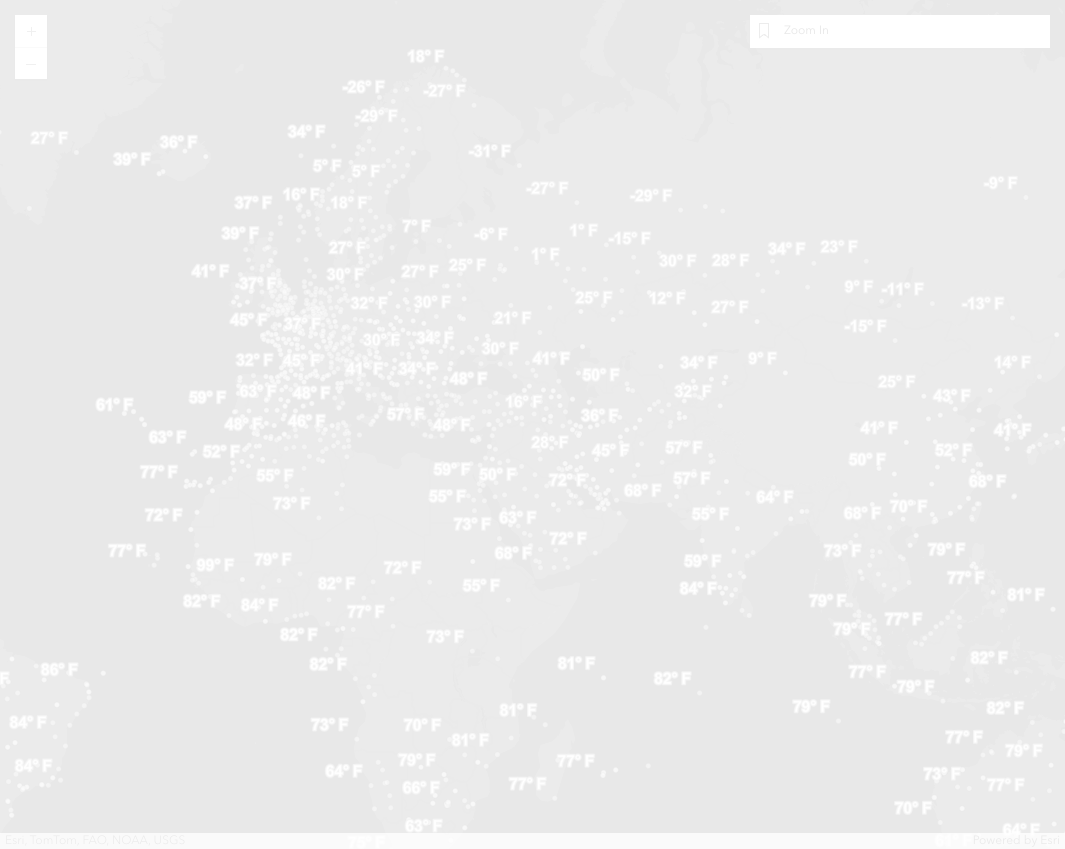 +
Zoom In
−
18° F
-26° F
-27° F
-29° F
34° F
27° F
36° F
39° F
-31° F
5° F
5° F
-9° F
-27° F
-29° F
16° F
37° F
18° F
7° F
1° F
39° F
-6° F
-15° F
27° F
34° F
23° F
1° F
30° F
28° F
25° F
41° F
27° F
30° F
37° F
9° F
-11° F
25° F
12° F
32° F
30° F
-13° F
27° F
45° F
21° F
37° F
-15° F
34° F
30° F
30° F
32° F
45° F
41° F
9° F
34° F
14° F
41° F
34° F
50° F
48° F
25° F
63° F
48° F
32° F
59° F
43° F
16° F
61° F
57° F
36° F
46° F
48° F
48° F
41° F
41° F
63° F
28° F
57° F
52° F
45° F
52° F
50° F
59° F
77° F
55° F
50° F
57° F
72° F
68° F
68° F
55° F
64° F
73° F
70° F
72° F
63° F
55° F
68° F
73° F
72° F
77° F
68° F
73° F
79° F
79° F
59° F
99° F
72° F
77° F
82° F
55° F
84° F
81° F
82° F
84° F
79° F
77° F
77° F
79° F
82° F
73° F
82° F
81° F
82° F
86° F
77° F
F.
82° F
79° F
79° F
82° F
81° F
84° F
73° F
70° F
77° F
81° F
79° F
79° F
77° F
84° F
64° F
73° F
77° F
77° F
66° F
70° F
63° F
64° F
Esri, TomTom, FAO, NOAA, USGS
Powered by Esri